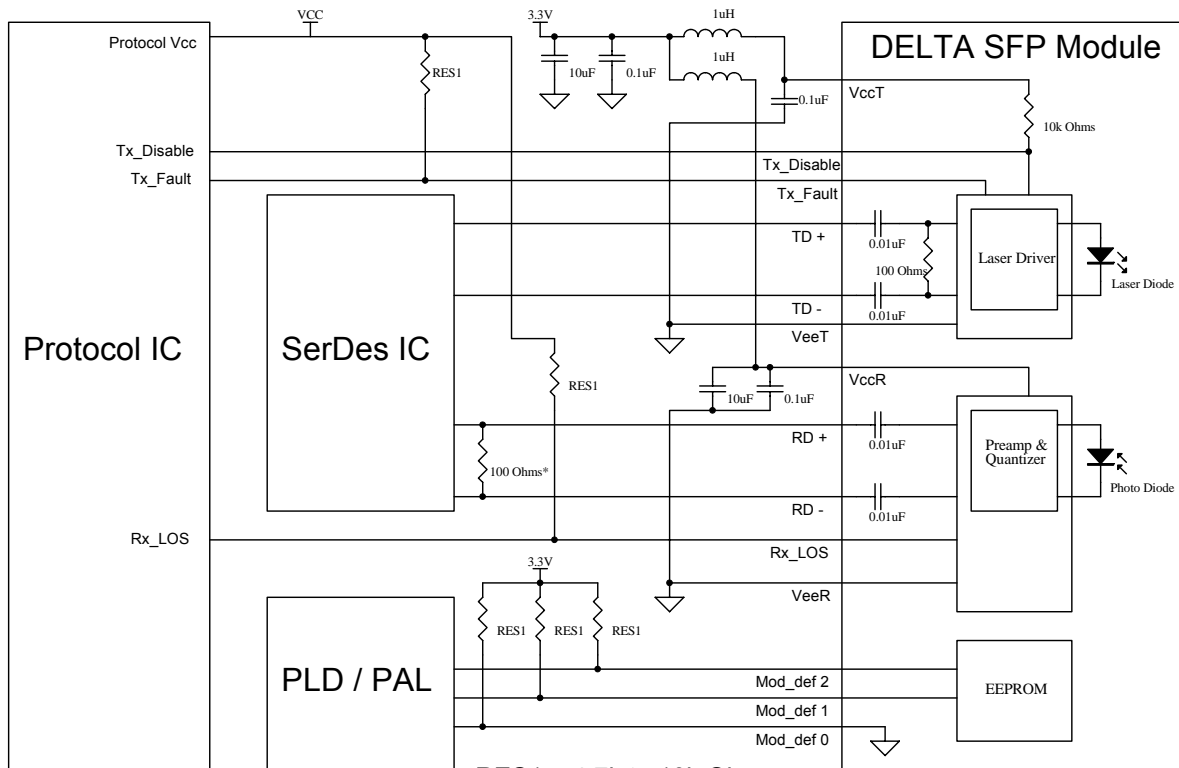 VCC
3.3V
1uH
Protocol Vcc
DELTA SFP Module
RES1
10uF
0.1uF
1uH
VccT
0.1uF
10k Ohms
Tx_Disable
Tx_Disable
Tx_Fault
Tx_Fault
TD +
0.01uF
Laser Driver
100 Ohms
Laser Diode
TD -
0.01uF
VeeT
Protocol IC
SerDes IC
RES1
VccR
10uF
0.1uF
RD +
0.01uF
Preamp &
Quantizer
100 Ohms*
Photo Diode
RD -
0.01uF
Rx_LOS
Rx_LOS
3.3V
VeeR
RES1
RES1
RES1
PLD / PAL
Mod_def 2
EEPROM
Mod_def 1
Mod_def 0